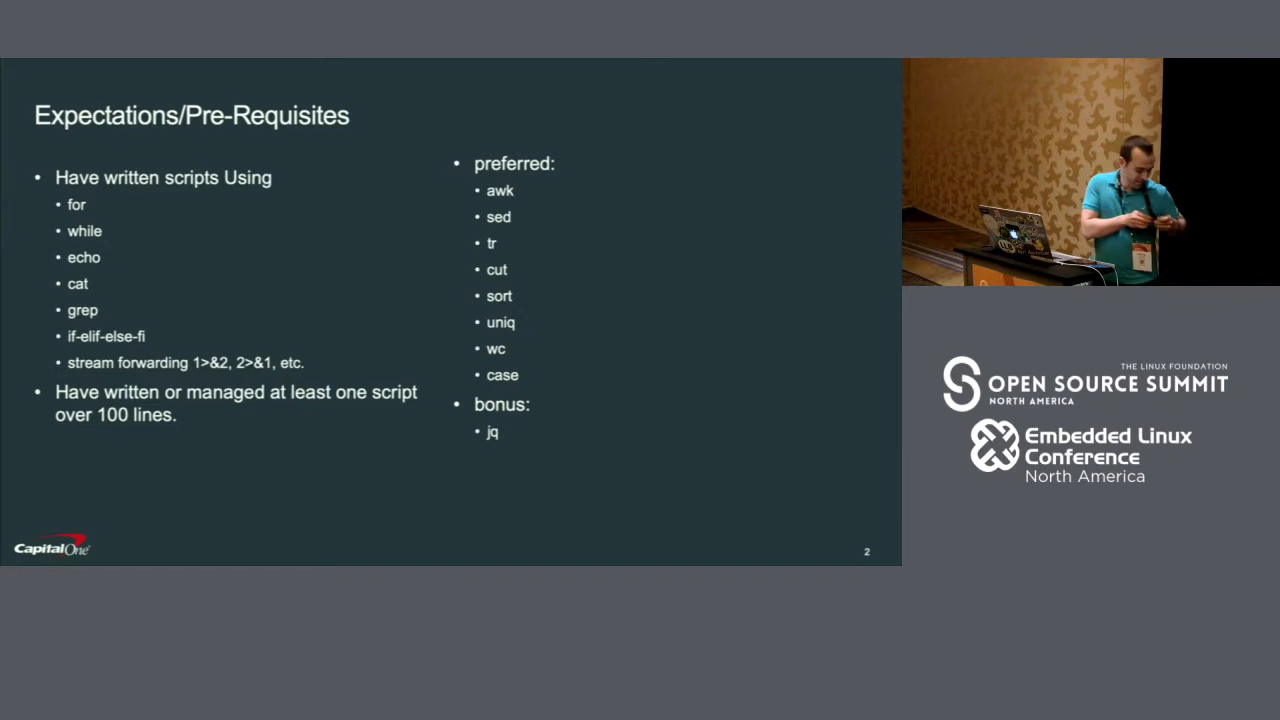 Expectations/Pre-Requisites
• Have written scripts Using
• for
• while
• echo
• cat
• grep
• if-elif-else-fi
• stream forwarding 1>&2, 2>&1, etc.
• Have written or managed at least one script
over 100 lines.
• preferred:
• awk
• sed
• tr
• cut
• sort
• uniq
• wc
• case
• bonus:
• jq
CapitalOne
2
THE LINUX FOUNDATION
OPEN SOURCE SUMMIT
NORTH AMERICA
Embedded Linux
Conference
North America